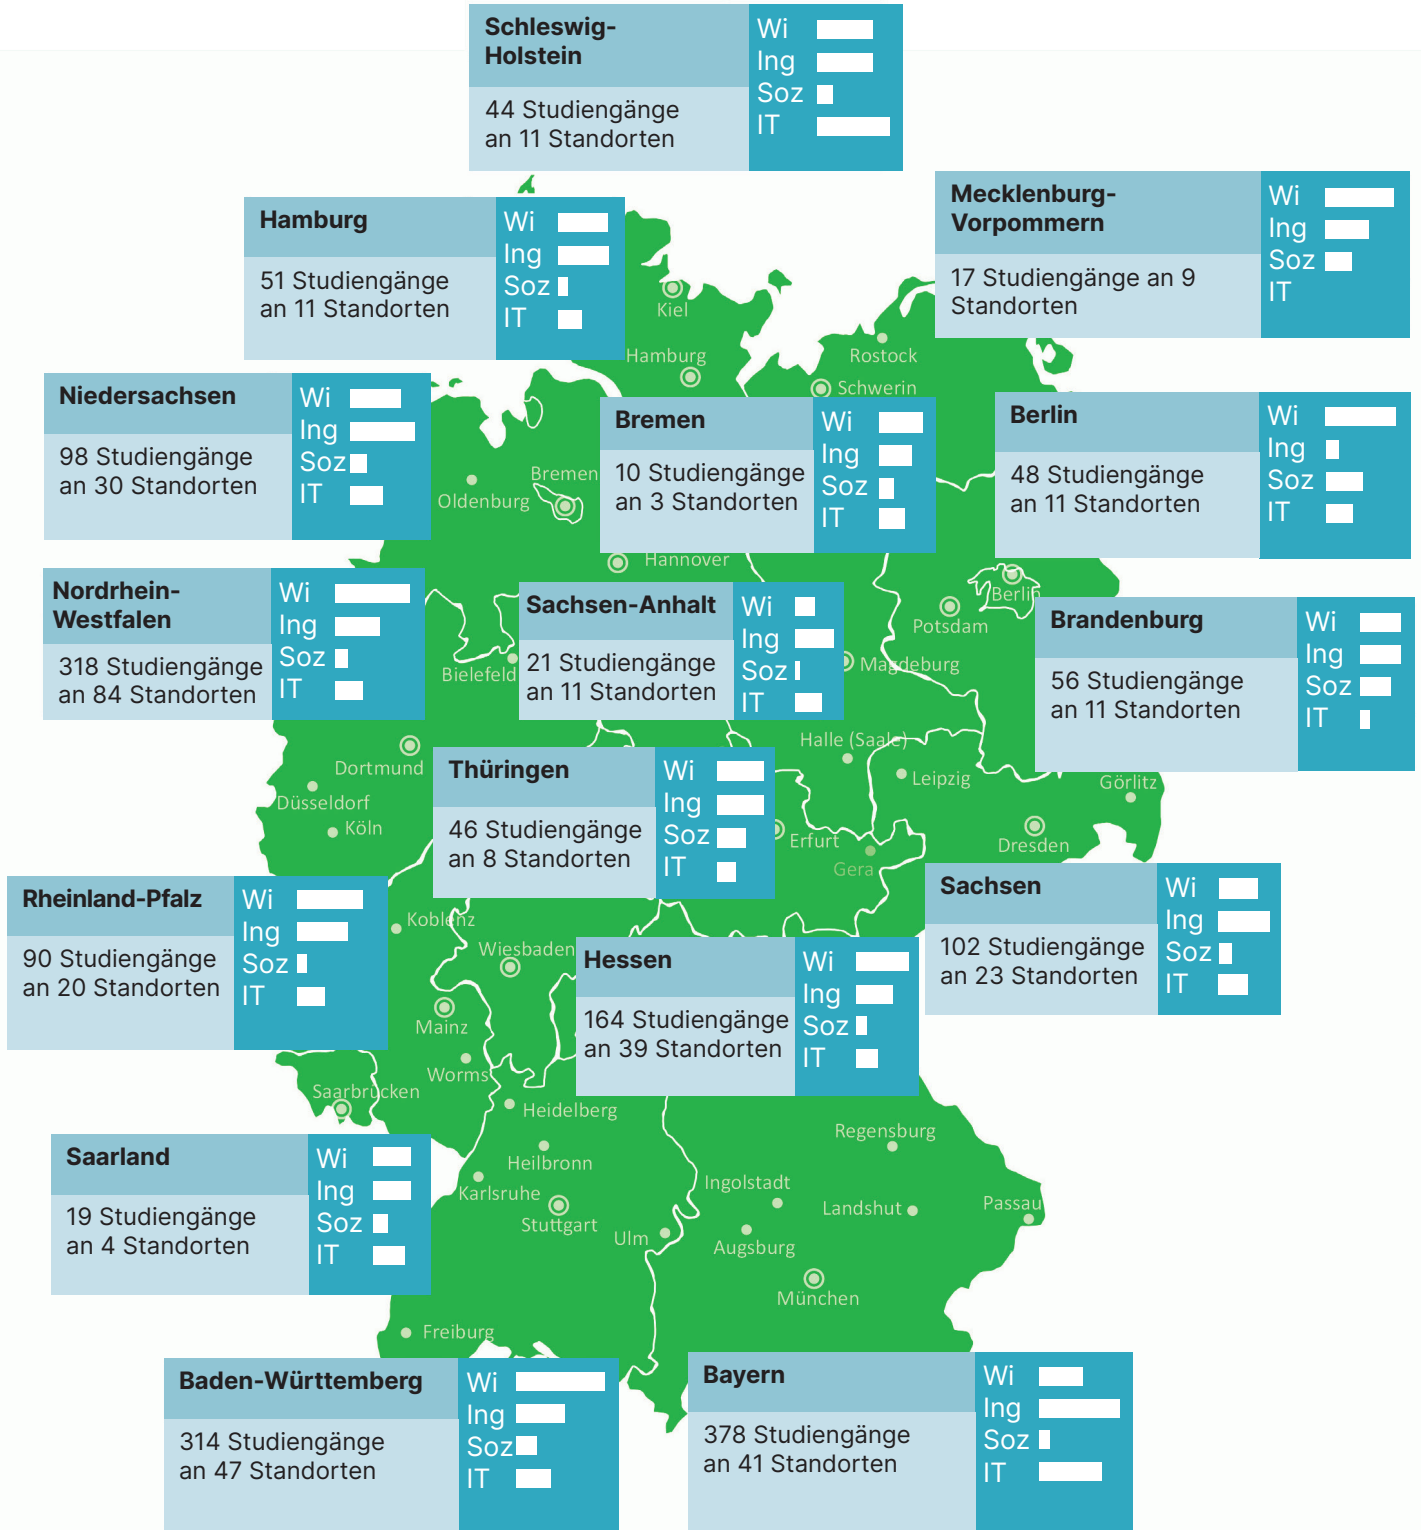 Schleswig-
Holstein
44 Studiengänge
an 11 Standorten
Wi
Ing
Soz
IT
Hamburg
51 Studiengänge
an 11 Standorten
Wi
Ing
Soz
IT
Mecklenburg-
Vorpommern
17 Studiengänge an 9
Standorten
Wi
Ing
Soz
IT
Kiel
Hamburg
Rostock
Schwerin
Niedersachsen
98 Studiengänge
an 30 Standorten
Wi
Ing
Soz
IT
Oldenburg
Bremen
Bremen
10 Studiengänge
an 3 Standorten
Wi
Ing
Soz
IT
Berlin
48 Studiengänge
an 11 Standorten
Wi
Ing
Soz
IT
Hannover
Berlin
Potsdam
Nordrhein-
Westfalen
318 Studiengänge
an 84 Standorten
Wi
Ing
Soz
IT
Bielefeld
Sachsen-Anhalt
21 Studiengänge
an 11 Standorten
Wi
Ing
Soz
IT
Magdeburg
Brandenburg
56 Studiengänge
an 11 Standorten
Wi
Ing
Soz
IT
Dortmund
Düsseldorf
Köln
Thüringen
46 Studiengänge
an 8 Standorten
Wi
Ing
Soz
IT
Halle (Saale)
Leipzig
Görlitz
Erfurt
Gera
Dresden
Rheinland-Pfalz
90 Studiengänge
an 20 Standorten
Wi
Ing
Soz
IT
Koblenz
Wiesbaden
Mainz
Worms
Hessen
164 Studiengänge
an 39 Standorten
Wi
Ing
Soz
IT
Sachsen
102 Studiengänge
an 23 Standorten
Wi
Ing
Soz
IT
Saarbrücken
Heidelberg
Regensburg
Heilbronn
Karlsruhe
Stuttgart
Ulm
Ingolstadt
Landshut
Passau
Augsburg
München
Saarland
19 Studiengänge
an 4 Standorten
Wi
Ing
Soz
IT
Freiburg
Baden-Württemberg
314 Studiengänge
an 47 Standorten
Wi
Ing
Soz
IT
Bayern
378 Studiengänge
an 41 Standorten
Wi
Ing
Soz
IT